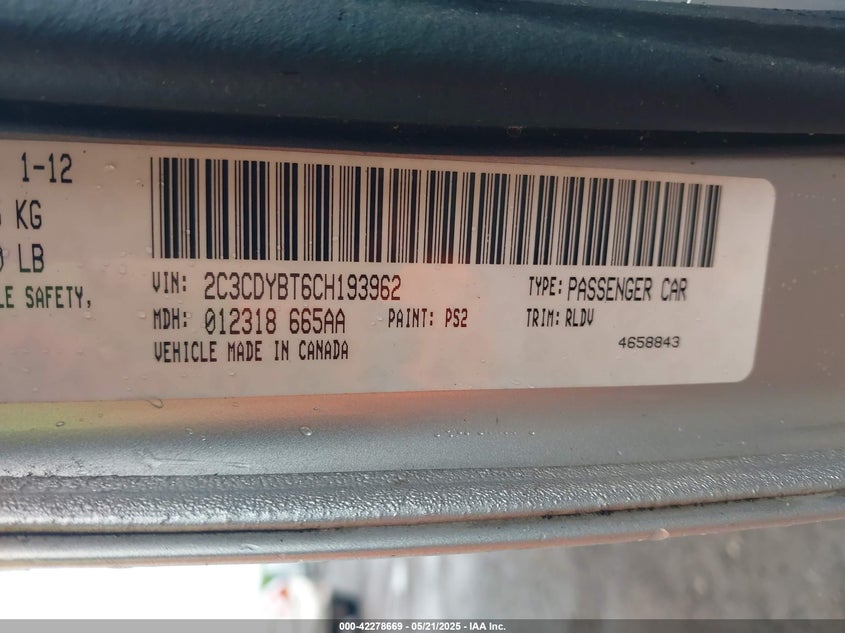 1-12
KG
LB
LE SAFETY,
VIN: 2C3CDYBT6CH193962 TYPE: PASSENGER CAR
MDH: 012318 665AA PAINT: PS2 TRIM: RLDV
VEHICLE MADE IN CANADA 4658843
000-42278669 - 05/21/2025 - IAA Inc.